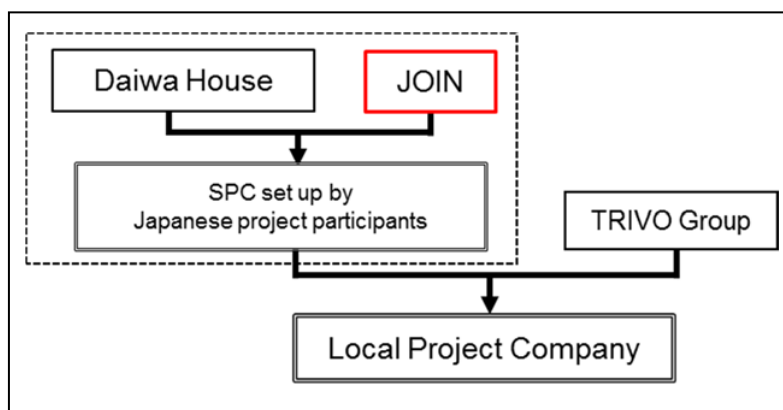 Daiwa House
JOIN
SPC set up by
Japanese project participants
TRIVO Group
Local Project Company